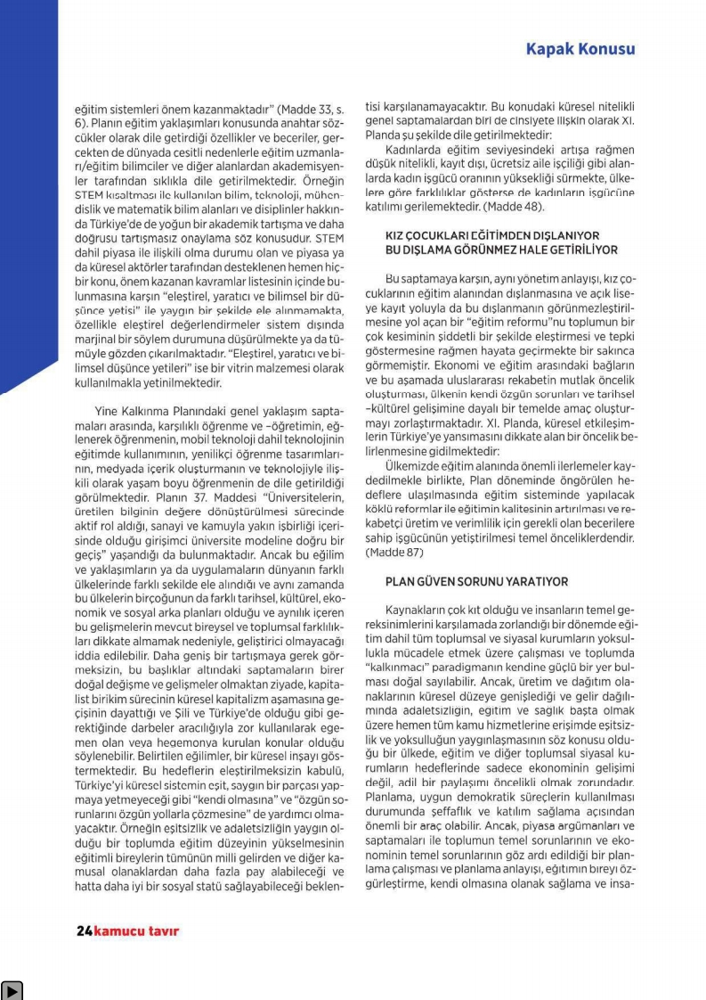 Kapak Konusu
eğitim sistemleri önem kazanmaktadır” (Madde 33, s.
6). Planın eğitim yaklaşımları konusunda anahtar söz-
cükler olarak dile getirdiği özellikler ve beceriler, ger-
çekten de dünyada çeşitli nedenlerle eğitim uzmanla-
rı/eğitim bilimciler ve diğer alanlardan akademisyen-
ler tarafından sıklıkla dile getirilmektedir. Örneğin
STEM kısaltması ile kullanılan bilim, teknoloji, mühen-
dislik ve matematik bilim alanları ve disiplinler hakkın-
da Türkiye’de de yoğun bir akademik tartışma ve daha
doğrusu tartışmasız onaylama söz konusudur. STEM
dahil piyasa ile ilişkili olma durumu olan ve piyasa ya
da küresel aktörler tarafından desteklenen hemen hiç-
bir konu, önem kazanan kavramlar listesinin içinde bu-
lunmasına karşın “eleştirel, yaratıcı ve bilimsel bir dü-
şünce yetisi” ile yaygın bir şekilde ele alınmamakta,
özellikle eleştirel değerlendirmeler sistem dışında
marjinal bir söylem durumuna düşürülmekte ya da tü-
müyle gözden çıkarılmaktadır. “Eleştirel, yaratıcı ve bi-
limsel düşünce yetileri” ise bir vitrin malzemesi olarak
kullanılmakla yetinilmektedir.
Yine Kalkınma Planındaki genel yaklaşım sapta-
maları arasında, karşılıklı öğrenme ve –öğretimin, eğ-
lenerek öğrenmenin, mobil teknoloji dahil teknolojinin
eğitimde kullanımının, yenilikçi öğrenme tasarımları-
nın, medyada içerik oluşturmanın ve teknolojiyle iliş-
kili olarak yaşam boyu öğrenmenin de dile getirildiği
görülmektedir. Planın 37. Maddesi “Üniversitelerin,
üretilen bilginin değere dönüştürülmesi sürecinde
aktif rol aldığı, sanayi ve kamuyla yakın işbirliği içeri-
sinde olduğu girişimci üniversite modeline doğru bir
geçiş” yaşandığı da bulunmaktadır. Ancak bu eğilim
ve yaklaşımların ya da uygulamaların dünyanın farklı
ülkelerinde farklı şekilde ele alındığı ve aynı zamanda
bu ülkelerin birçoğunun da farklı tarihsel, kültürel, eko-
nomik ve sosyal arka planları olduğu ve aynılık içeren
bu gelişmelerin mevcut bireysel ve toplumsal farklılık-
ları dikkate almamak nedeniyle, geliştirici olmayacağı
iddia edilebilir. Daha geniş bir tartışmaya gerek gör-
meksizin, bu başlıklar altındaki saptamaların birer
doğal değişme ve gelişmeler olmaktan ziyade, kapita-
list birikim sürecinin küresel kapitalizm aşamasına ge-
çişinin dayattığı ve Şili ve Türkiye’de olduğu gibi ge-
rektiğinde darbeler aracılığıyla zor kullanılarak ege-
men olan veya hegemonya kurulan konular olduğu
söylenebilir. Belirtilen eğilimler, bir küresel inşayı gös-
termektedir. Bu hedeflerin eleştirilmeksizin kabulü,
Türkiye’yi küresel sistemin eşit, saygın bir parçası yap-
maya yetmeyeceği gibi “kendi olmasına” ve “özgün so-
runlarını özgün yollarla çözmesine” de yardımcı olma-
yacaktır. Örneğin eşitsizlik ve adaletsizliğin yaygın ol-
duğu bir toplumda eğitim düzeyinin yükselmesinin
eğitimli bireylerin tümünün milli gelirden ve diğer ka-
musal olanaklardan daha fazla pay alabileceği ve
hatta daha iyi bir sosyal statü sağlayabileceği beklen-
tisi karşılanamayacaktır. Bu konudaki küresel nitelikli
genel saptamalardan biri de cinsiyete ilişkin olarak XI.
Planda şu şekilde dile getirilmektedir:
Kadınlarda eğitim seviyesindeki artışa rağmen
düşük nitelikli, kayıt dışı, ücretsiz aile işçiliği gibi alan-
larda kadın işgücü oranının yüksekliği sürmekte, ülke-
lere göre farklılıklar gösterse de kadınların işgücüne
katılımı gerilemektedir. (Madde 48).
KIZ ÇOCUKLARI EĞİTİMDEN DIŞLANIYOR
BU DIŞLAMA GÖRÜNMEZ HALE GETİRİLİYOR
Bu saptamaya karşın, aynı yönetim anlayışı, kız ço-
cuklarının eğitim alanından dışlanmasına ve açık lise-
ye kayıt yoluyla da bu dışlanmanın görünmezleştiril-
mesine yol açan bir “eğitim reformu”nu toplumun bir
çok kesiminin şiddetli bir şekilde eleştirmesi ve tepki
göstermesine rağmen hayata geçirmekte bir sakınca
görmemiştir. Ekonomi ve eğitim arasındaki bağların
ve bu aşamada uluslararası rekabetin mutlak öncelik
oluşturması, ülkenin kendi özgün sorunları ve tarihsel
–kültürel gelişimine dayalı bir temelde amaç oluştur-
mayı zorlaştırmaktadır. XI. Planda, küresel etkileşim-
lerin Türkiye’ye yansımasını dikkate alan bir öncelik be-
lirlenmesine gidilmektedir:
Ülkemizde eğitim alanında önemli ilerlemeler kay-
dedilmekle birlikte, Plan döneminde öngörülen he-
deflere ulaşılmasında eğitim sisteminde yapılacak
köklü reformlar ile eğitimin kalitesinin artırılması ve re-
kabetçi üretim ve verimlilik için gerekli olan becerilere
sahip işgücünün yetiştirilmesi temel önceliklerdendir.
(Madde 87)
PLAN GÜVEN SORUNU YARATIYOR
Kaynakların çok kıt olduğu ve insanların temel ge-
reksinimlerini karşılamada zorlandığı bir dönemde eği-
tim dahil tüm toplumsal ve siyasal kurumların yoksul-
lukla mücadele etmek üzere çalışması ve toplumda
“kalkınmacı” paradigmanın kendine güçlü bir yer bul-
ması doğal sayılabilir. Ancak, üretim ve dağıtım ola-
naklarının küresel düzeye genişlediği ve gelir dağılı-
mında adaletsizliğin, eğitim ve sağlık başta olmak
üzere hemen tüm kamu hizmetlerine erişimde eşitsiz-
lik ve yoksulluğun yaygınlaşmasının söz konusu oldu-
ğu bir ülkede, eğitim ve diğer toplumsal siyasal ku-
rumların hedeflerinde sadece ekonominin gelişimi
değil, adil bir paylaşımı öncelikli olmak zorundadır.
Planlama, uygun demokratik süreçlerin kullanılması
durumunda şeffaflık ve katılım sağlama açısından
önemli bir araç olabilir. Ancak, piyasa argümanları ve
saptamaları ile toplumun temel sorunlarının ve eko-
nominin temel sorunlarının göz ardı edildiği bir plan-
lama çalışması ve planlama anlayışı, eğitimin bireyi öz-
gürleştirme, kendi olmasına olanak sağlama ve insa-
24kamucu tavır